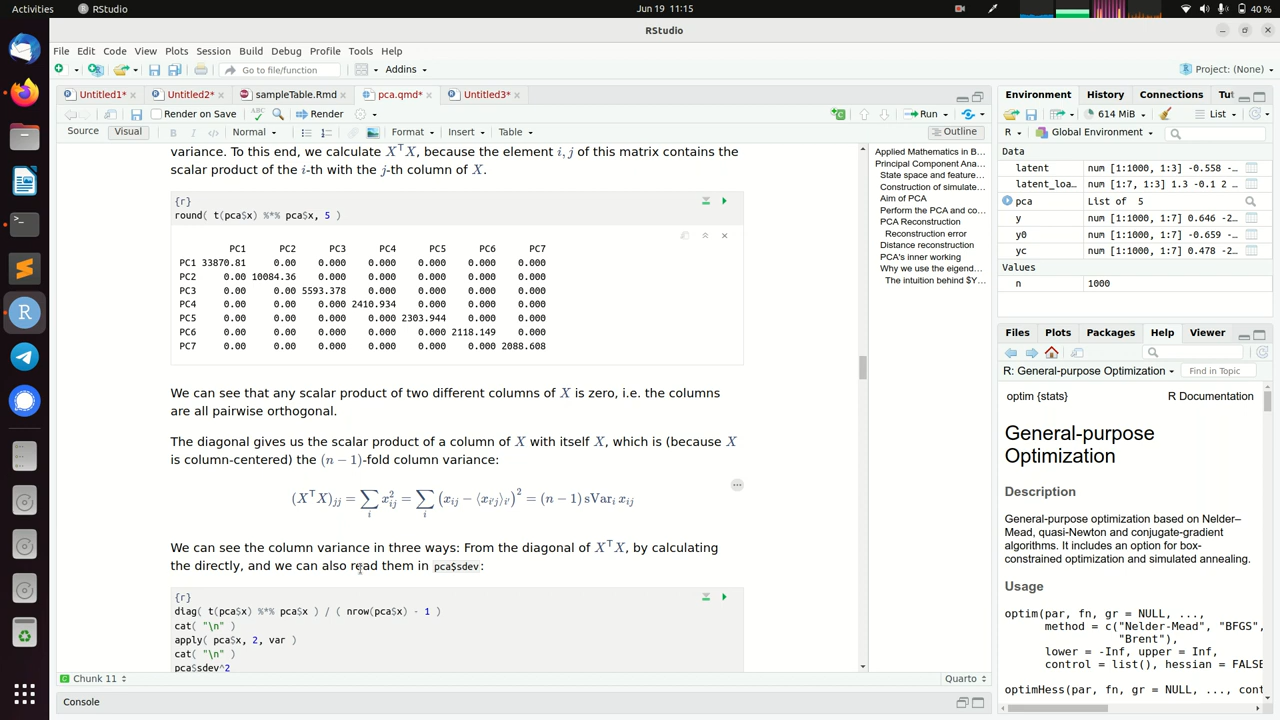 Activities RStudio Jun 19 11:15 40 %
RStudio
File Edit Code View Plots Session Build Debug Profile Tools Help
Go to file/function Addins Project: (None)
Untitled1* Untitled2* sampleTable.Rmd pca.qmd* Untitled3*
Render on Save ABC Render Run
Source Visual B I </> Normal Format Insert Table Outline
variance. To this end, we calculate X⊤X, because the element i, j of this matrix contains the
scalar product of the i-th with the j-th column of X.
{r}
round( t(pca$x) %*% pca$x, 5 )
PC1 PC2 PC3 PC4 PC5 PC6 PC7
PC1 33870.81 0.00 0.000 0.000 0.000 0.000 0.000
PC2 0.00 10084.36 0.000 0.000 0.000 0.000 0.000
PC3 0.00 0.00 5593.378 0.000 0.000 0.000 0.000
PC4 0.00 0.00 0.000 2410.934 0.000 0.000 0.000
PC5 0.00 0.00 0.000 0.000 2303.944 0.000 0.000
PC6 0.00 0.00 0.000 0.000 0.000 2118.149 0.000
PC7 0.00 0.00 0.000 0.000 0.000 0.000 2088.608
We can see that any scalar product of two different columns of X is zero, i.e. the columns
are all pairwise orthogonal.
The diagonal gives us the scalar product of a column of X with itself X, which is (because X
is column-centered) the (n − 1)-fold column variance:
(X⊤X)jj = ∑i x²ij = ∑i (xij − ⟨xi′j⟩i′)² = (n − 1) sVari xij
We can see the column variance in three ways: From the diagonal of X⊤X, by calculating
the directly, and we can also read them in pca$sdev:
{r}
diag( t(pca$x) %*% pca$x ) / ( nrow(pca$x) - 1 )
cat( "\n" )
apply( pca$x, 2, var )
cat( "\n" )
pca$sdev^2
Chunk 11 Quarto
Console
Applied Mathematics in B...
Principal Component Ana...
State space and feature...
Construction of simulate...
Aim of PCA
Perform the PCA and co...
PCA Reconstruction
Reconstruction error
Distance reconstruction
PCA's inner working
Why we use the eigend...
The intuition behind $Y...
Environment History Connections Tut
614 MiB List
R Global Environment
Data
latent num [1:1000, 1:3] -0.558 -...
latent_loa... num [1:7, 1:3] 1.3 -0.1 2 ...
pca List of 5
y num [1:1000, 1:7] 0.646 -2...
y0 num [1:1000, 1:7] -0.659 -...
yc num [1:1000, 1:7] 0.478 -2...
Values
n 1000
Files Plots Packages Help Viewer
R: General-purpose Optimization Find in Topic
optim {stats} R Documentation
General-purpose
Optimization
Description
General-purpose optimization based on Nelder–
Mead, quasi-Newton and conjugate-gradient
algorithms. It includes an option for box-
constrained optimization and simulated annealing.
Usage
optim(par, fn, gr = NULL, ...,
method = c("Nelder-Mead", "BFGS",
"Brent"),
lower = -Inf, upper = Inf,
control = list(), hessian = FALSE
optimHess(par, fn, gr = NULL, ..., cont